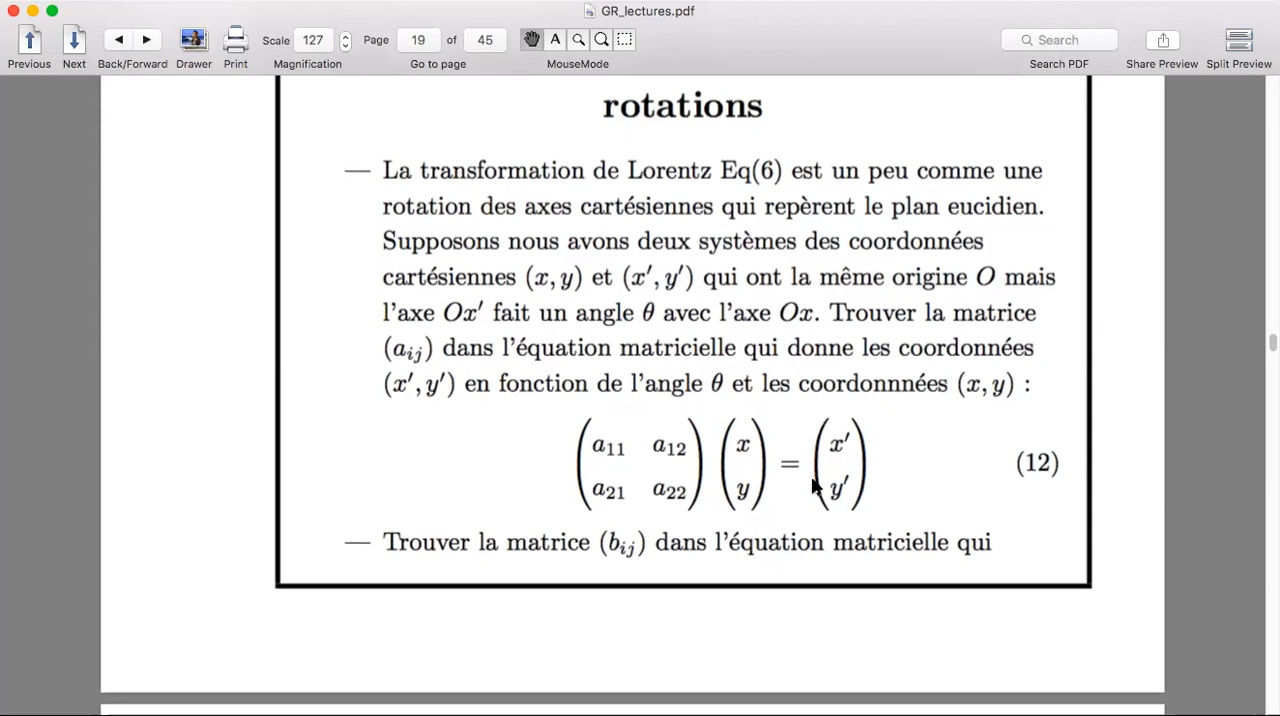 GR_lectures.pdf
Scale 127 Page 19 of 45 A Search
Previous Next Back/Forward Drawer Print Magnification Go to page MouseMode Search PDF Share Preview Split Preview
rotations
— La transformation de Lorentz Eq(6) est un peu comme une
rotation des axes cartésiennes qui repèrent le plan eucidien.
Supposons nous avons deux systèmes des coordonnées
cartésiennes (x, y) et (x′, y′) qui ont la même origine O mais
l'axe Ox′ fait un angle θ avec l'axe Ox. Trouver la matrice
(aij) dans l'équation matricielle qui donne les coordonnées
(x′, y′) en fonction de l'angle θ et les coordonnnées (x, y) :
a11 a12 x = x′
a21 a22 y y′ (12)
— Trouver la matrice (bij) dans l'équation matricielle qui